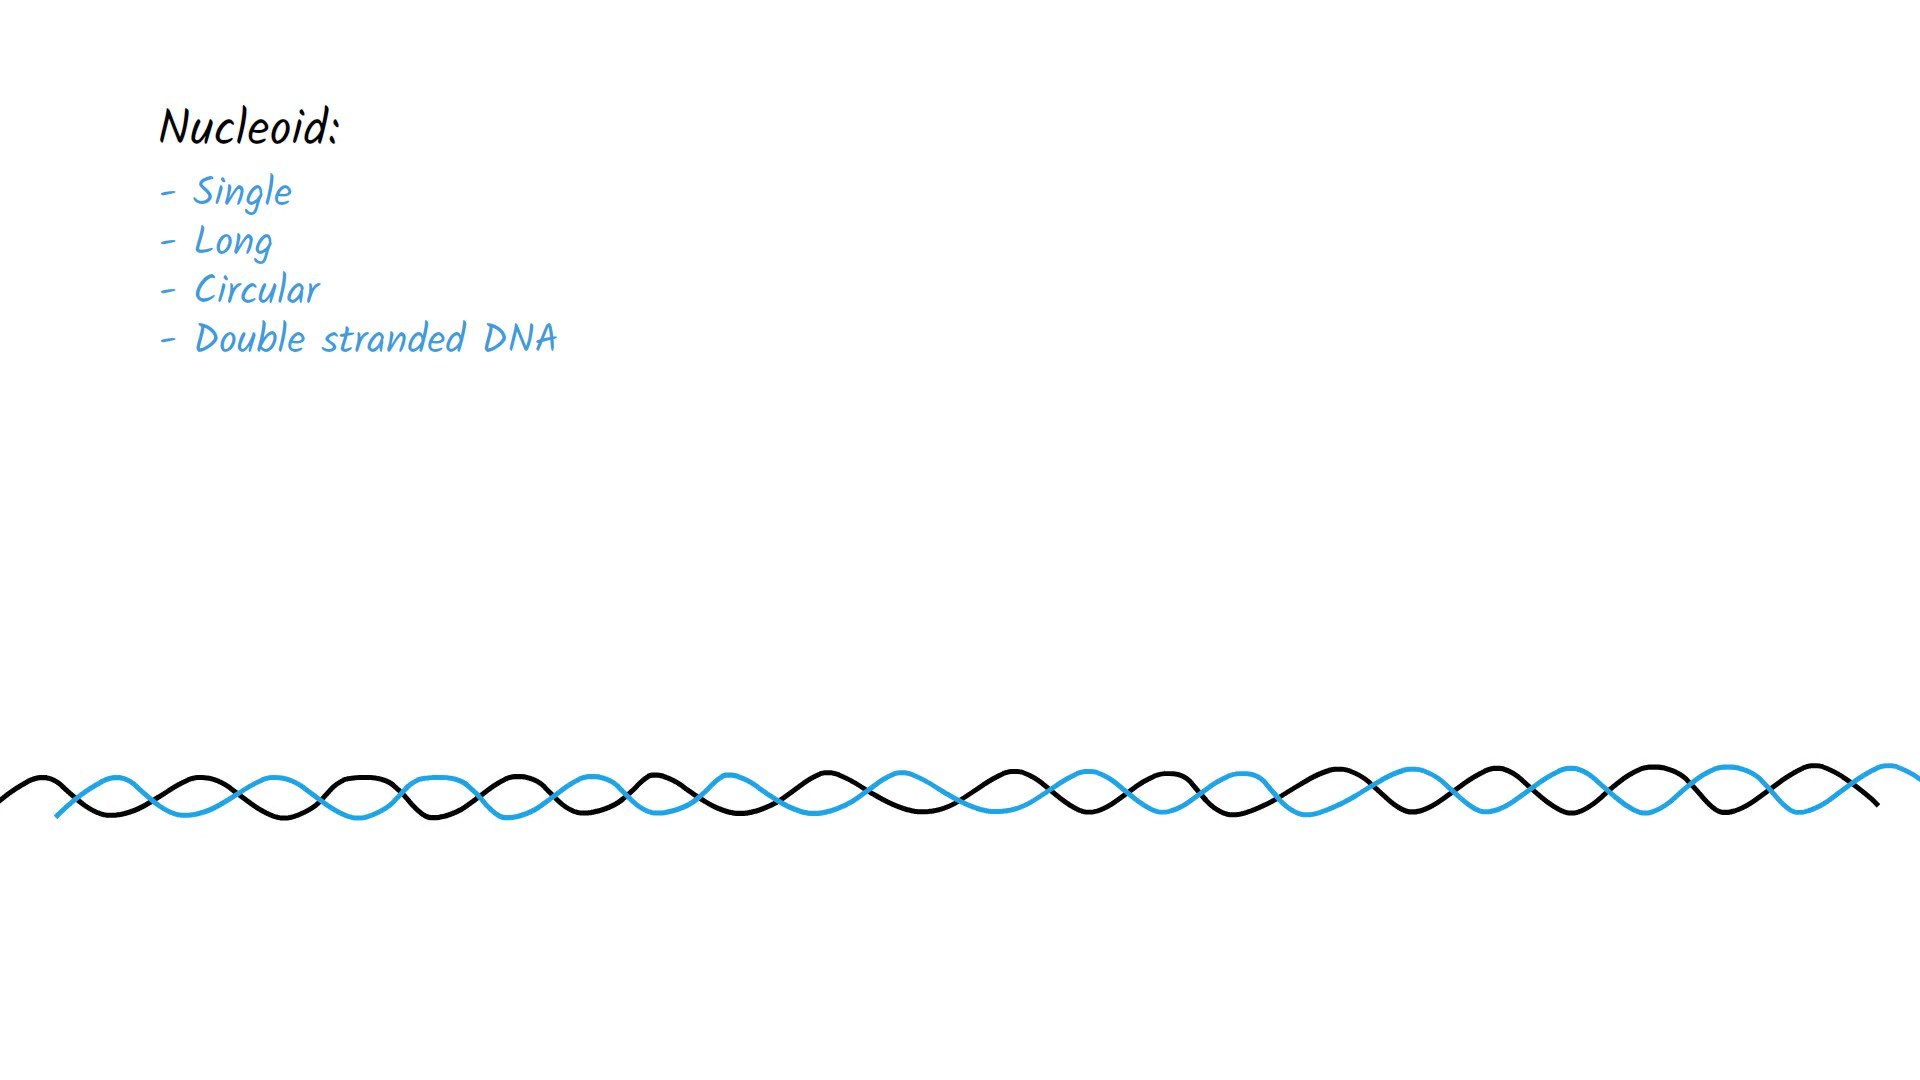 Nucleoid:
- Single
- Long
- Circular
- Double stranded DNA